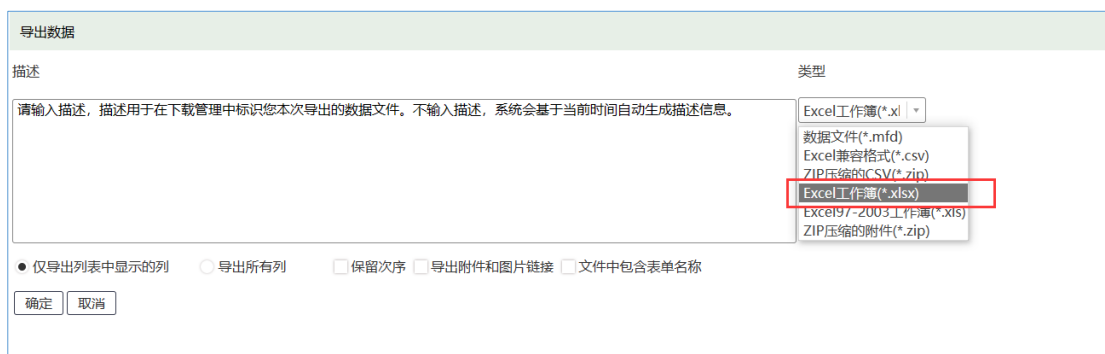 导出数据
描述
类型
请输入描述，描述用于在下载管理中标识您本次导出的数据文件。不输入描述，系统会基于当前时间自动生成描述信息。
Excel工作簿(*.xl
数据文件(*.mfd)
Excel兼容格式(*.csv)
ZIP压缩的CSV(*.zip)
Excel工作簿(*.xlsx)
Excel97-2003工作簿(*.xls)
ZIP压缩的附件(*.zip)
仅导出列表中显示的列 导出所有列 保留次序 导出附件和图片链接 文件中包含表单名称
确定 取消